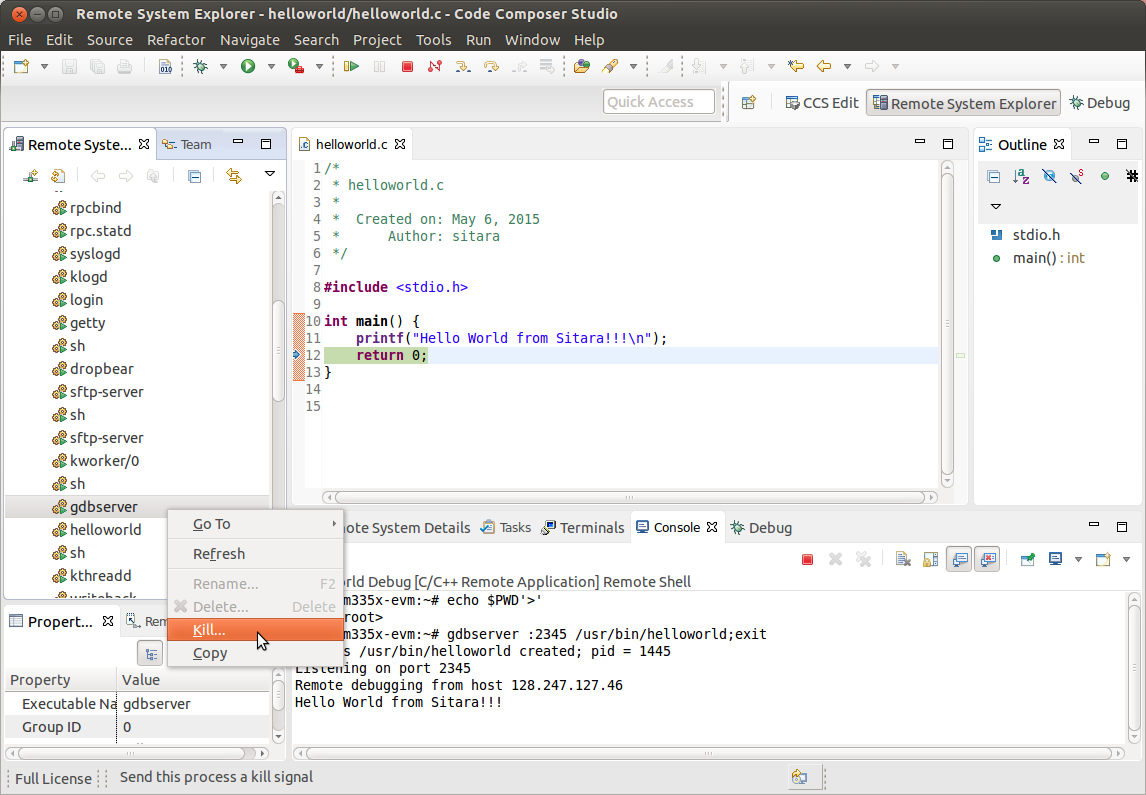 Remote System Explorer - helloworld/helloworld.c - Code Composer Studio
File Edit Source Refactor Navigate Search Project Tools Run Window Help
010
Quick Access CCS Edit Remote System Explorer Debug
Remote Syste... Team
rpcbind
rpc.statd
syslogd
klogd
login
getty
sh
dropbear
sftp-server
sh
sftp-server
kworker/0
sh
gdbserver
helloworld
sh
kthreadd
writeback
helloworld.c
1 /*
2 * helloworld.c
3 *
4 * Created on: May 6, 2015
5 * Author: sitara
6 */
7
8 #include <stdio.h>
9
10 int main() {
11 printf("Hello World from Sitara!!!\n");
12 return 0;
13 }
14
15
Outline
stdio.h
main() : int
Go To
Refresh
Rename... F2
Delete... Delete
Kill...
Copy
Propert... Rem
Property Value
Executable Na gdbserver
Group ID 0
ote System Details Tasks Terminals Console Debug
rld Debug [C/C++ Remote Application] Remote Shell
m335x-evm:~# echo $PWD'>'
root>
m335x-evm:~# gdbserver :2345 /usr/bin/helloworld;exit
s /usr/bin/helloworld created; pid = 1445
Listening on port 2345
Remote debugging from host 128.247.127.46
Hello World from Sitara!!!
Full License Send this process a kill signal